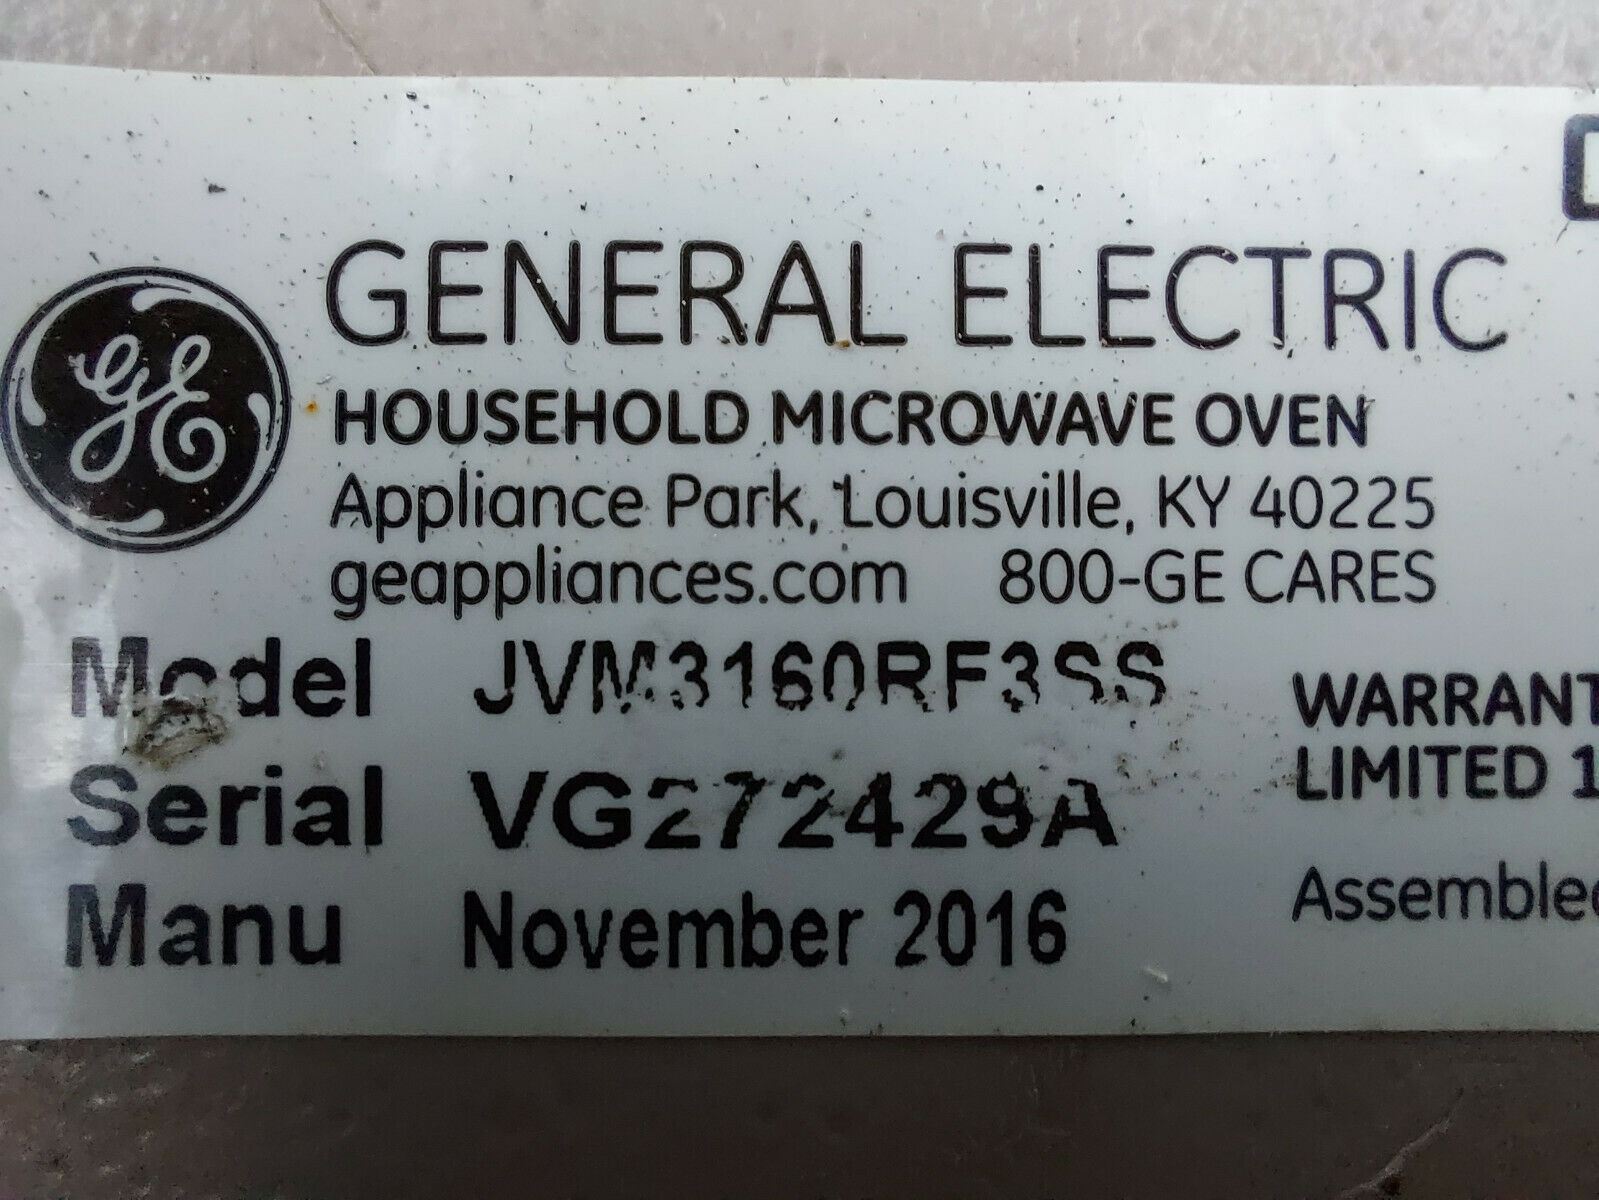 GE
GENERAL ELECTRIC
HOUSEHOLD MICROWAVE OVEN
Appliance Park, Louisville, KY 40225
geappliances.com 800-GE CARES
Model JVM3160RF3SS
WARRANT
Serial VG272429A
LIMITED 1
Manu November 2016
Assembled